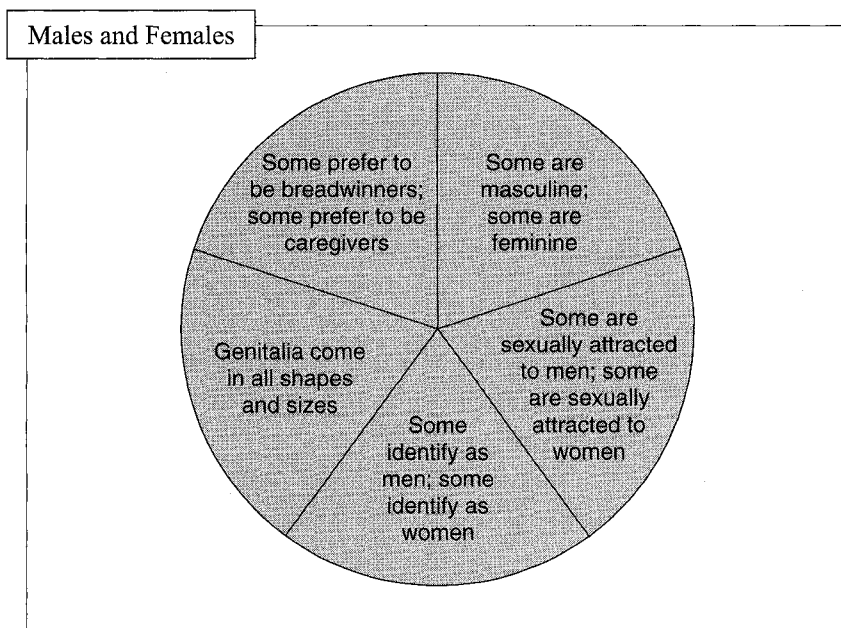 Males and Females
Some prefer to
be breadwinners;
some prefer to be
caregivers
Some are
masculine;
some are
feminine
Some are
sexually attracted
to men; some
are sexually
attracted to
women
Some
identify as
men; some
identify as
women
Genitalia come
in all shapes
and sizes